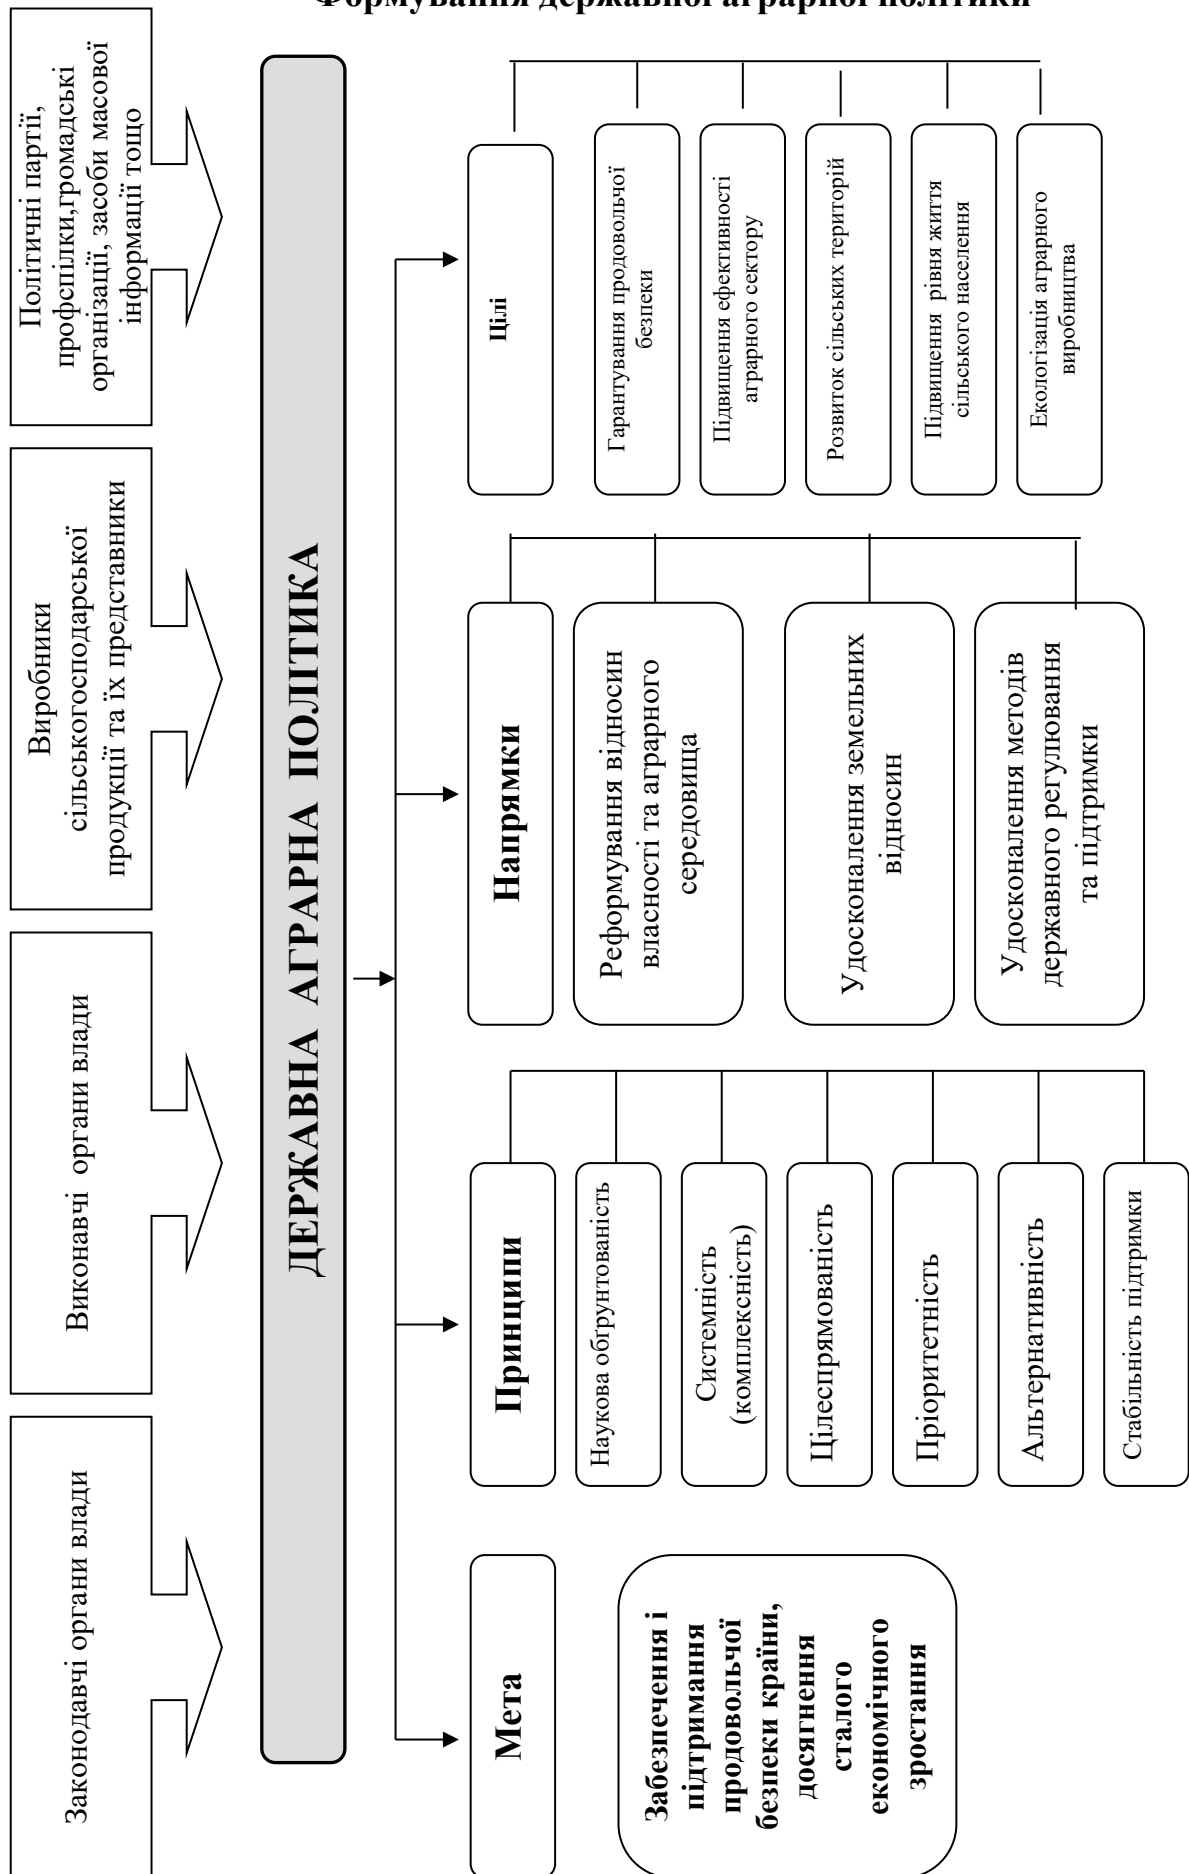 Формування державної аграрної політики
Законодавчі органи влади
Виконавчі органи влади
Виробники
сільськогосподарської
продукції та їх представники
Політичні партії,
профспілки,громадські
організації, засоби масової
інформації тощо
ДЕРЖАВНА АГРАРНА ПОЛІТИКА
Мета
Забезпечення і
підтримання
продовольчої
безпеки країни,
досягнення
сталого
економічного
зростання
Принципи
Наукова обґрунтованість
Системність
(комплексність)
Цілеспрямованість
Пріоритетність
Альтернативність
Стабільність підтримки
Напрямки
Реформування відносин
власності та аграрного
середовища
Удосконалення земельних
відносин
Удосконалення методів
державного регулювання
та підтримки
Цілі
Гарантування продовольчої
безпеки
Підвищення ефективності
аграрного сектору
Розвиток сільських територій
Підвищення рівня життя
сільського населення
Екологізація аграрного
виробництва